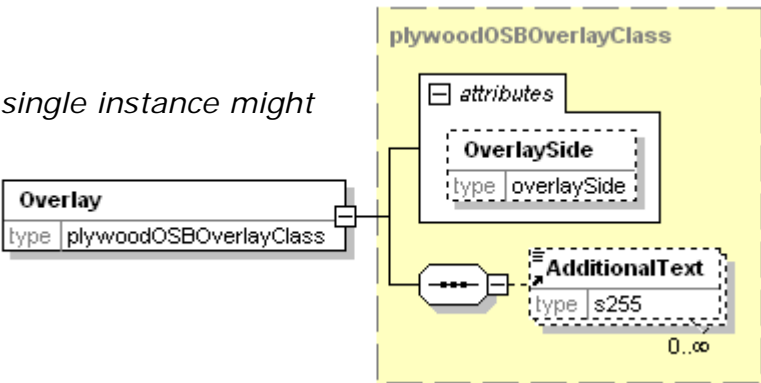 plywoodOSBOverlayClass
single instance might
attributes
OverlaySide
type overlaySide
Overlay
type plywoodOSBOverlayClass
AdditionalText
type s255
0..∞